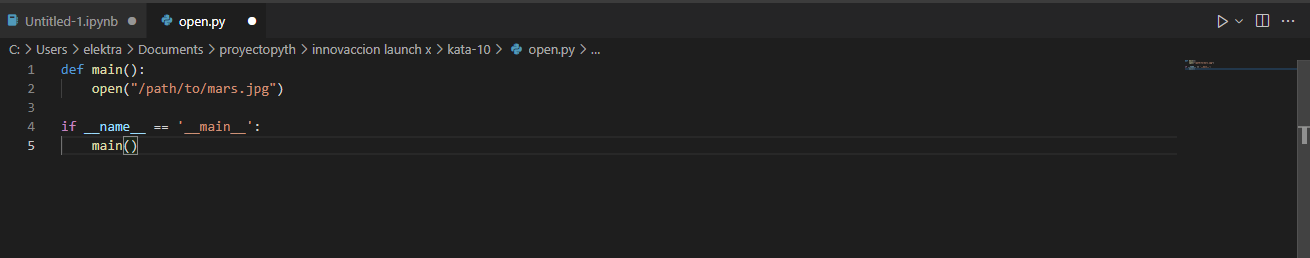 Untitled-1.ipynb open.py
C: > Users > elektra > Documents > proyectopyth > innovaccion launch x > kata-10 > open.py > ...
1 def main():
2     open("/path/to/mars.jpg")
3
4 if __name__ == '__main__':
5     main()